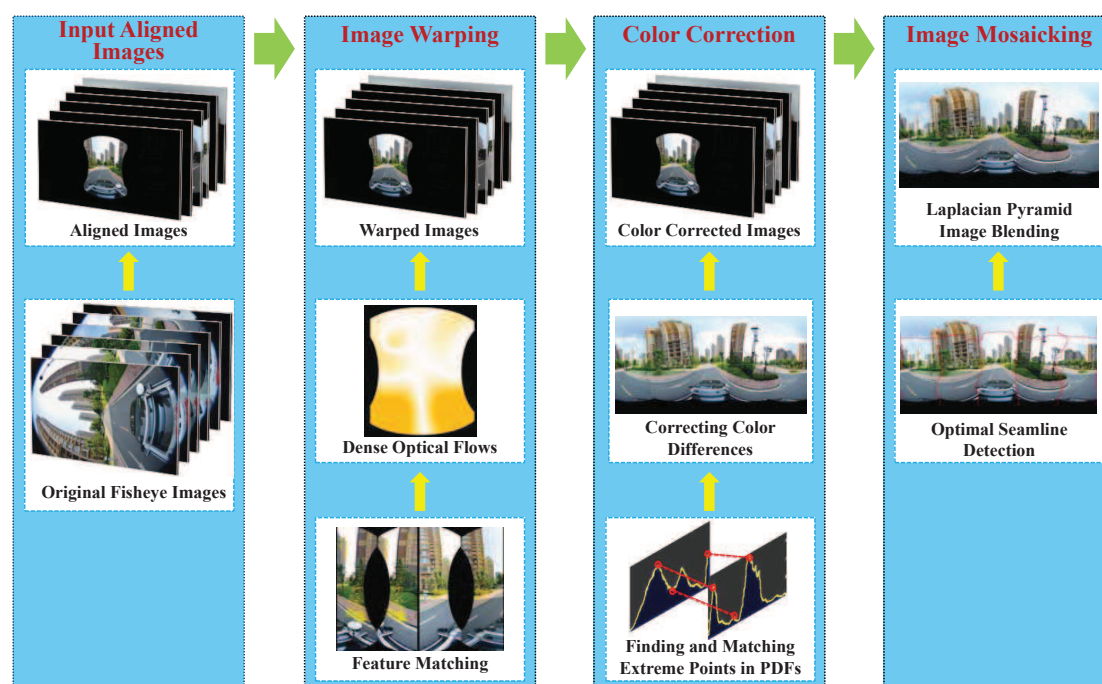 Input Aligned
Images
Aligned Images
Original Fisheye Images
Image Warping
Warped Images
Dense Optical Flows
Feature Matching
Color Correction
Color Corrected Images
Correcting Color
Differences
Finding and Matching
Extreme Points in PDFs
Image Mosaicking
Laplacian Pyramid
Image Blending
Optimal Seamline
Detection